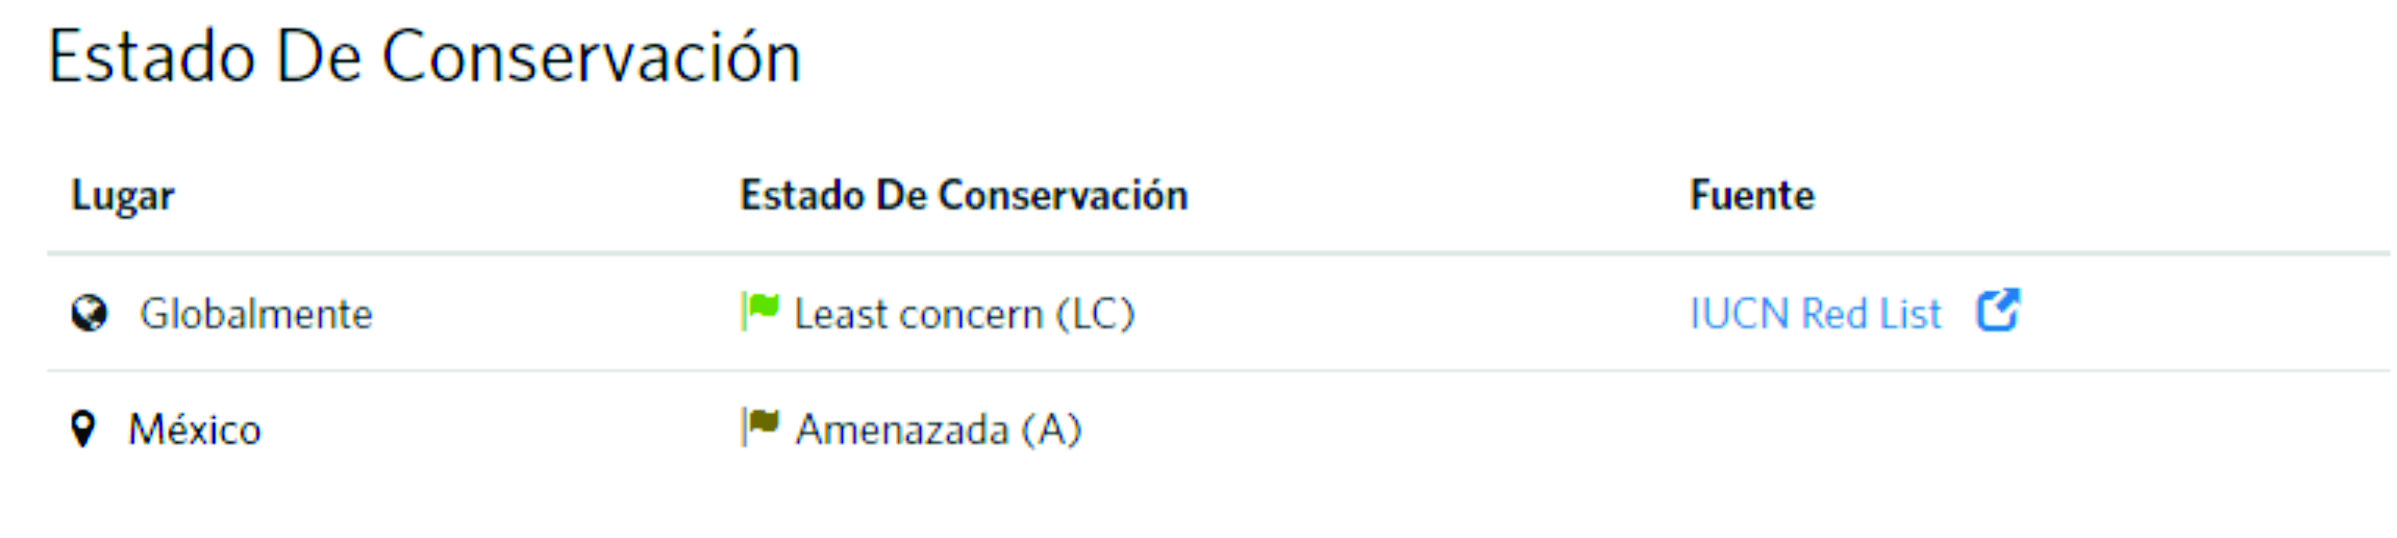 Estado De Conservación
Lugar Estado De Conservación Fuente
Globalmente Least concern (LC) IUCN Red List
México Amenazada (A)